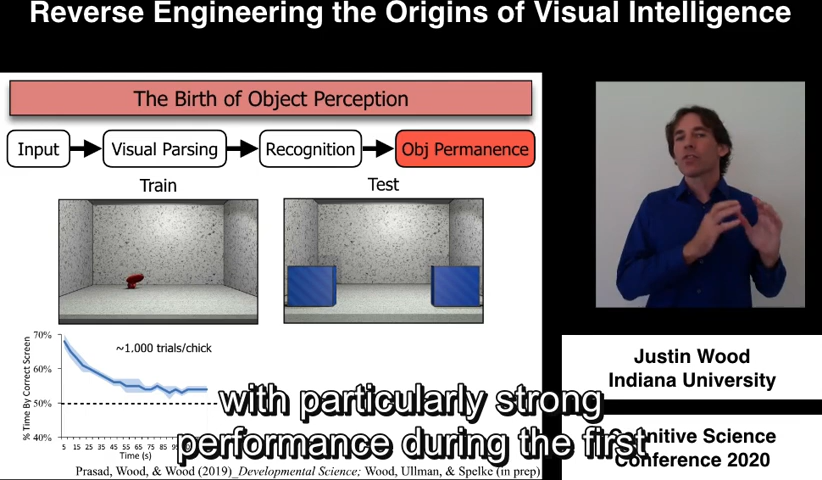 Reverse Engineering the Origins of Visual Intelligence
The Birth of Object Perception
Input
Visual Parsing
Recognition
Obj Permanence
Train
Test
% Time By Correct Screen
70%
60%
50%
40%
~1,000 trials/chick
5 15 25 35 45 55 65 75 85
Time (s)
Prasad, Wood, & Wood (2019) Developmental Science; Wood, Ullman, & Spelke (in prep)
with particularly strong
performance during the first
Justin Wood
Indiana University
Cognitive Science
Conference 2020